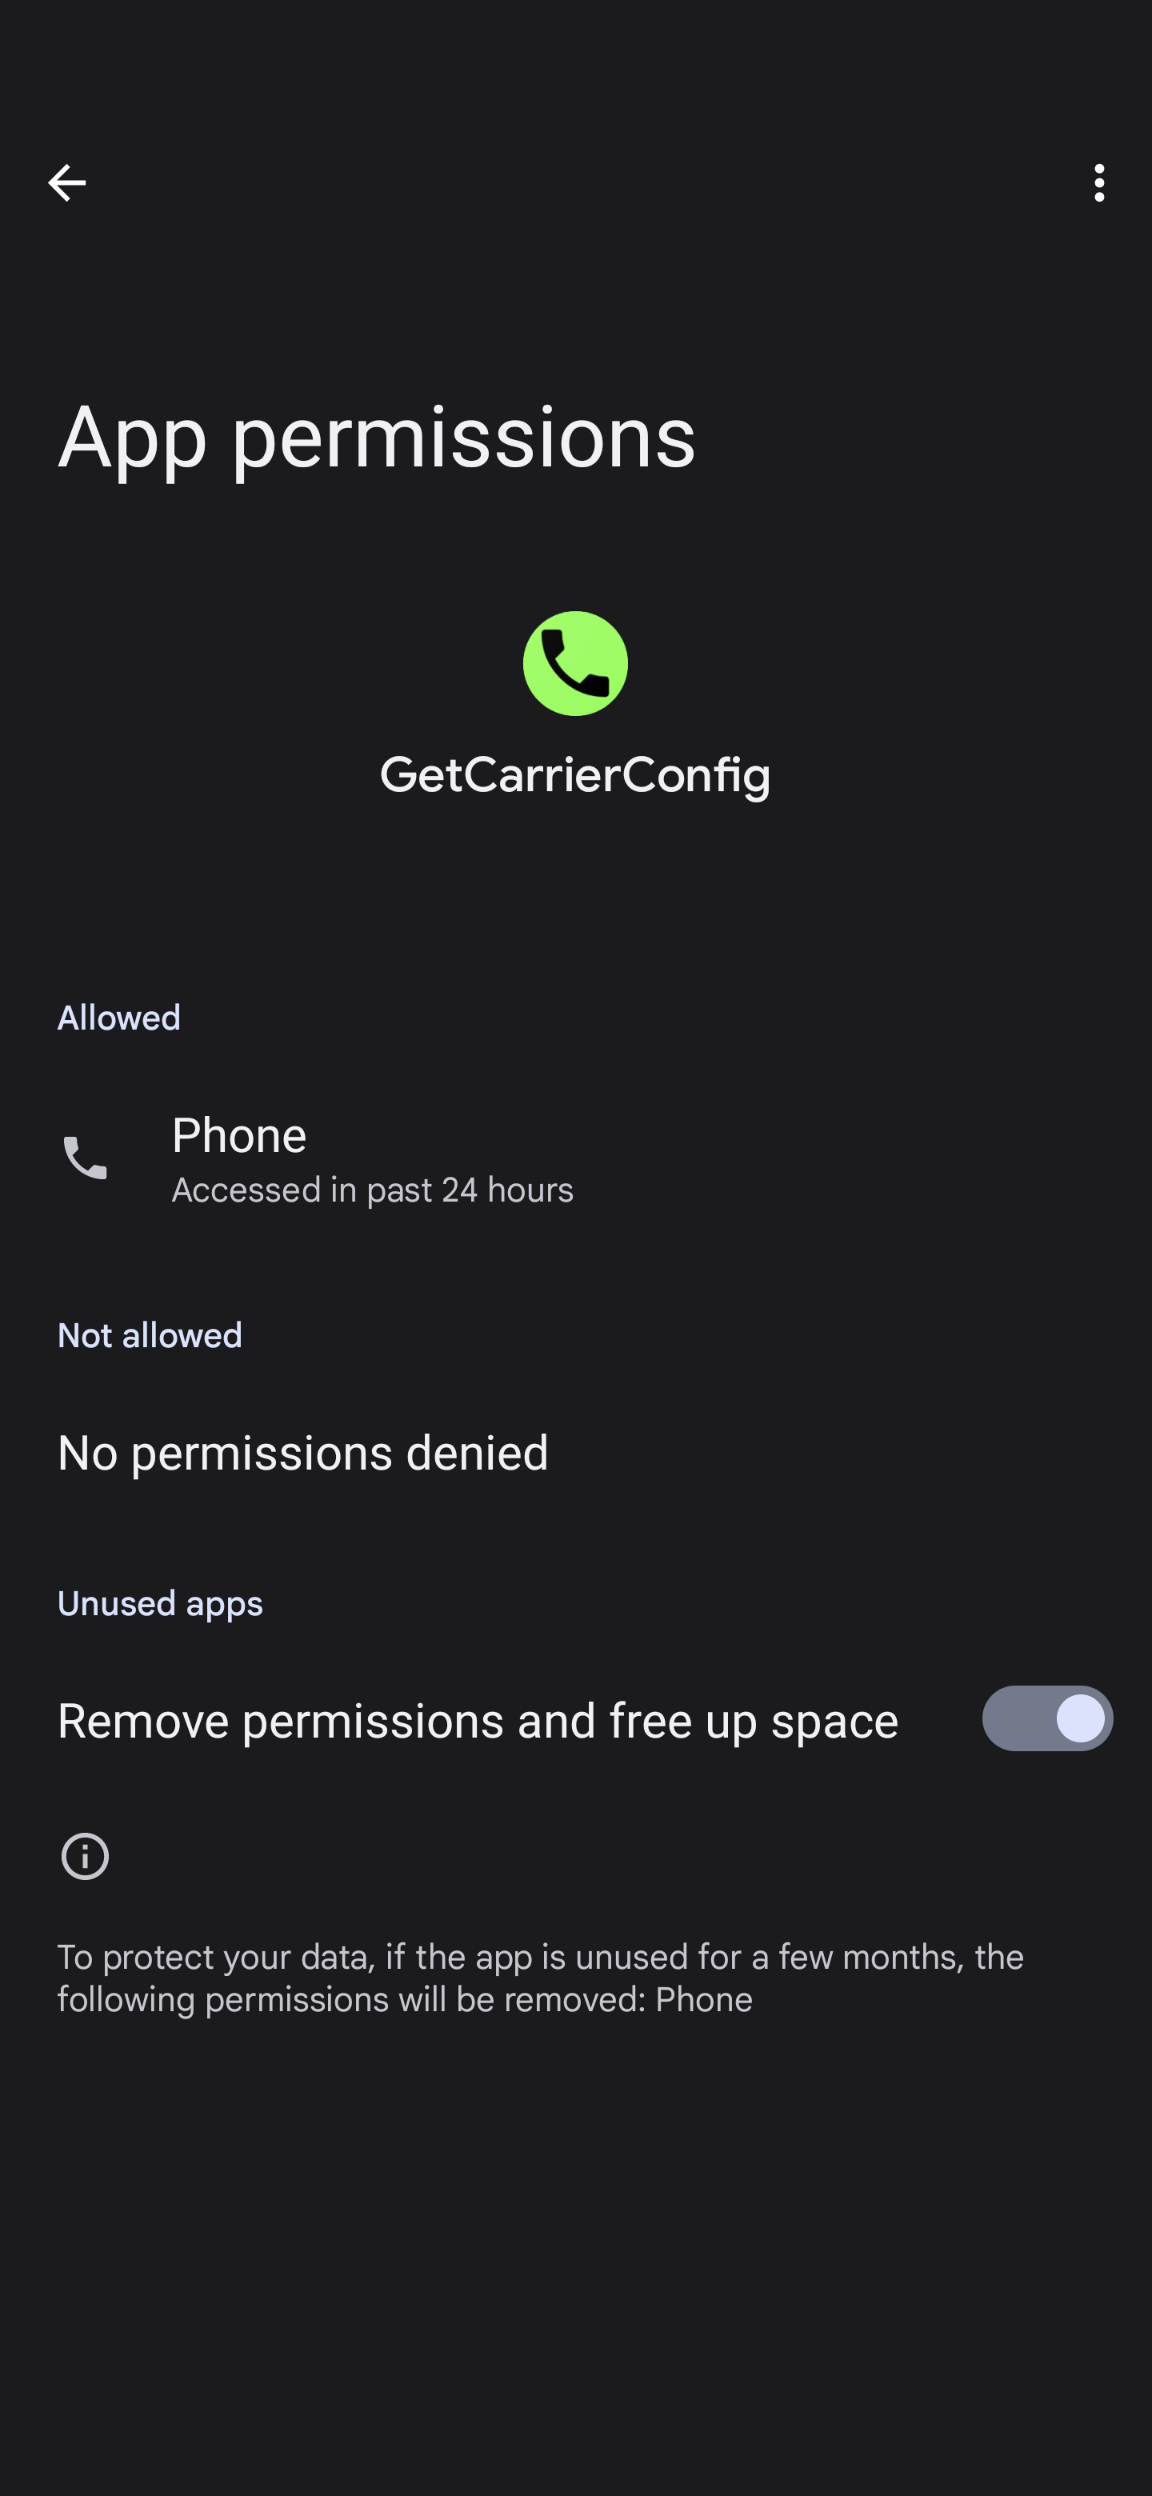 App permissions
GetCarrierConfig
Allowed
Phone
Accessed in past 24 hours
Not allowed
No permissions denied
Unused apps
Remove permissions and free up space
To protect your data, if the app is unused for a few months, the
following permissions will be removed: Phone